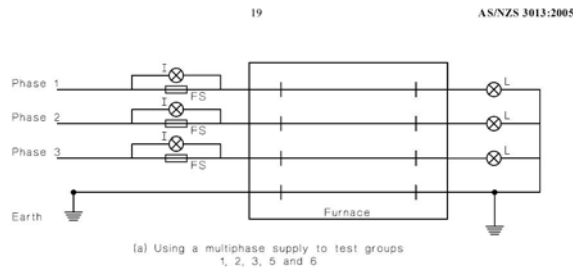 19
AS/NZS 3013:2005
Phase 1
I
FS
L
Phase 2
I
FS
L
Phase 3
I
FS
L
Earth
Furnace
(a) Using a multiphase supply to test groups
1, 2, 3, 5 and 6